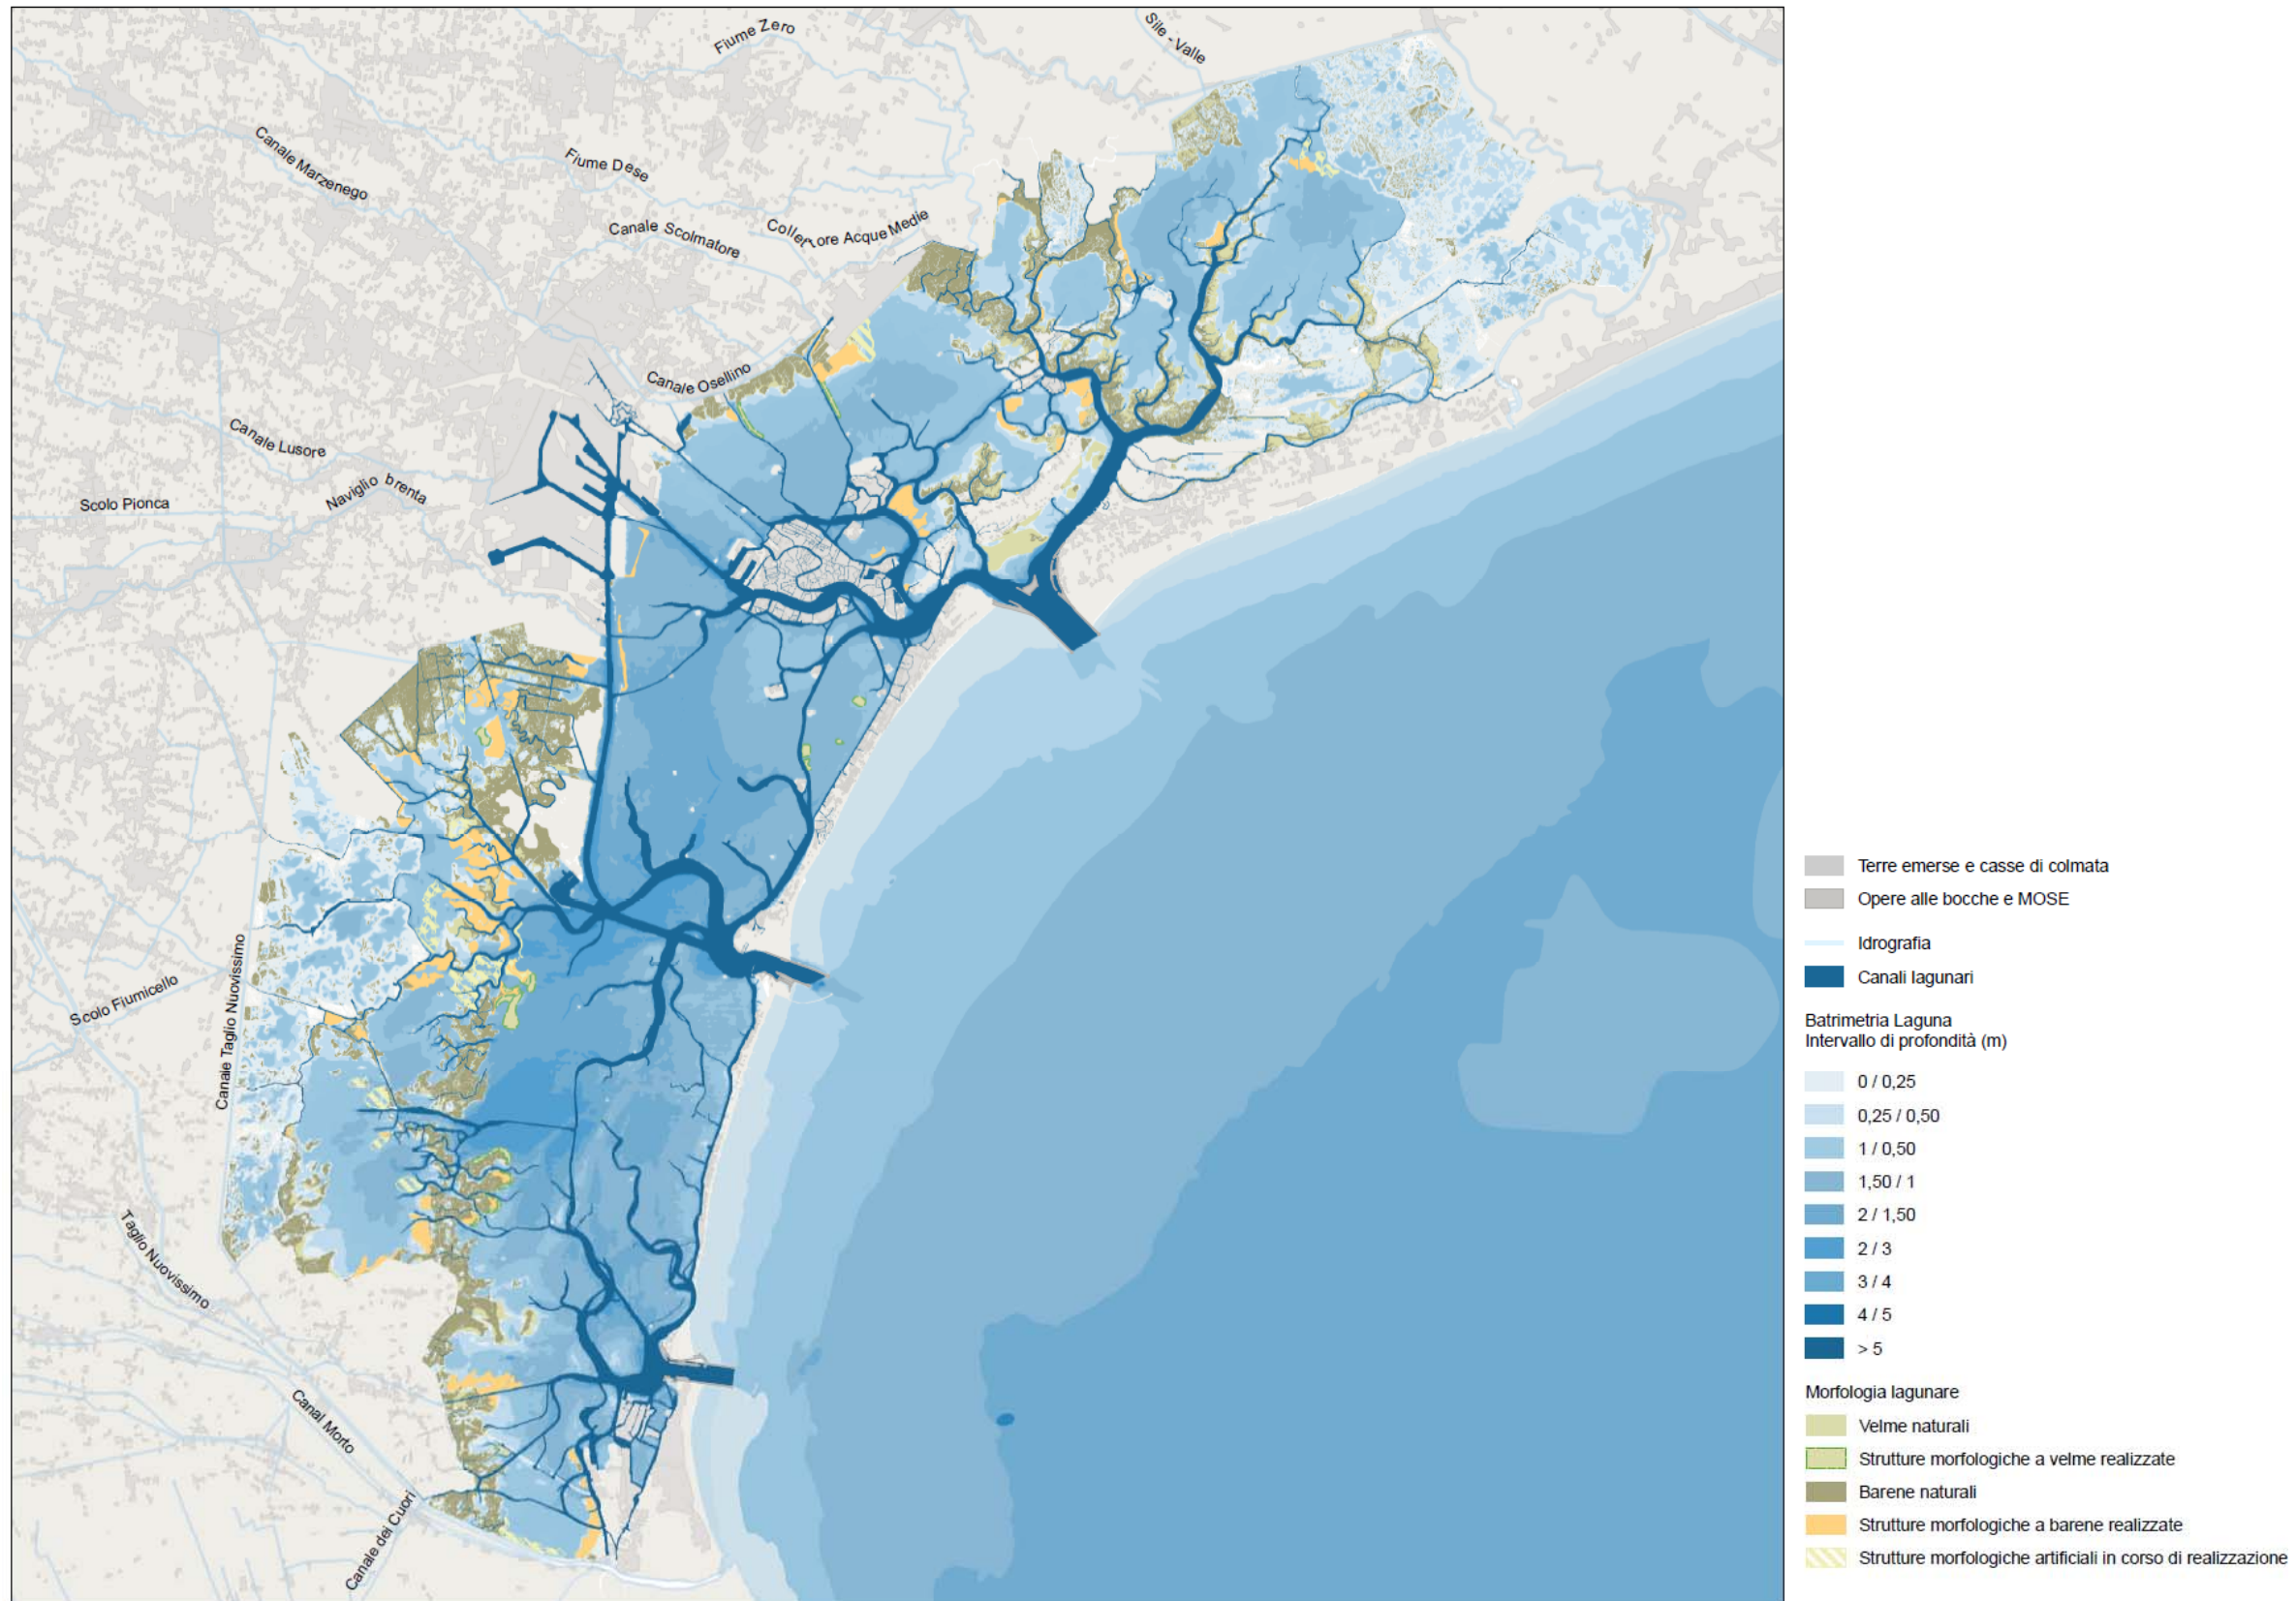 Fiume Zero
Sile - Valle
Canale Marzenego
Fiume Dese
Canale Scolmatore
Collettore Acque Medie
Canale Osellino
Canale Lusore
Naviglio brenta
Scolo Pionca
Scolo Fiumicello
Canale Taglio Nuovissimo
Taglio Nuovissimo
Canal Morto
Canale dei Cuori
Terre emerse e casse di colmata
Opere alle bocche e MOSE
Idrografia
Canali lagunari
Batrimetria Laguna
Intervallo di profondità (m)
0 / 0,25
0,25 / 0,50
1 / 0,50
1,50 / 1
2 / 1,50
2 / 3
3 / 4
4 / 5
> 5
Morfologia lagunare
Velme naturali
Strutture morfologiche a velme realizzate
Barene naturali
Strutture morfologiche a barene realizzate
Strutture morfologiche artificiali in corso di realizzazione